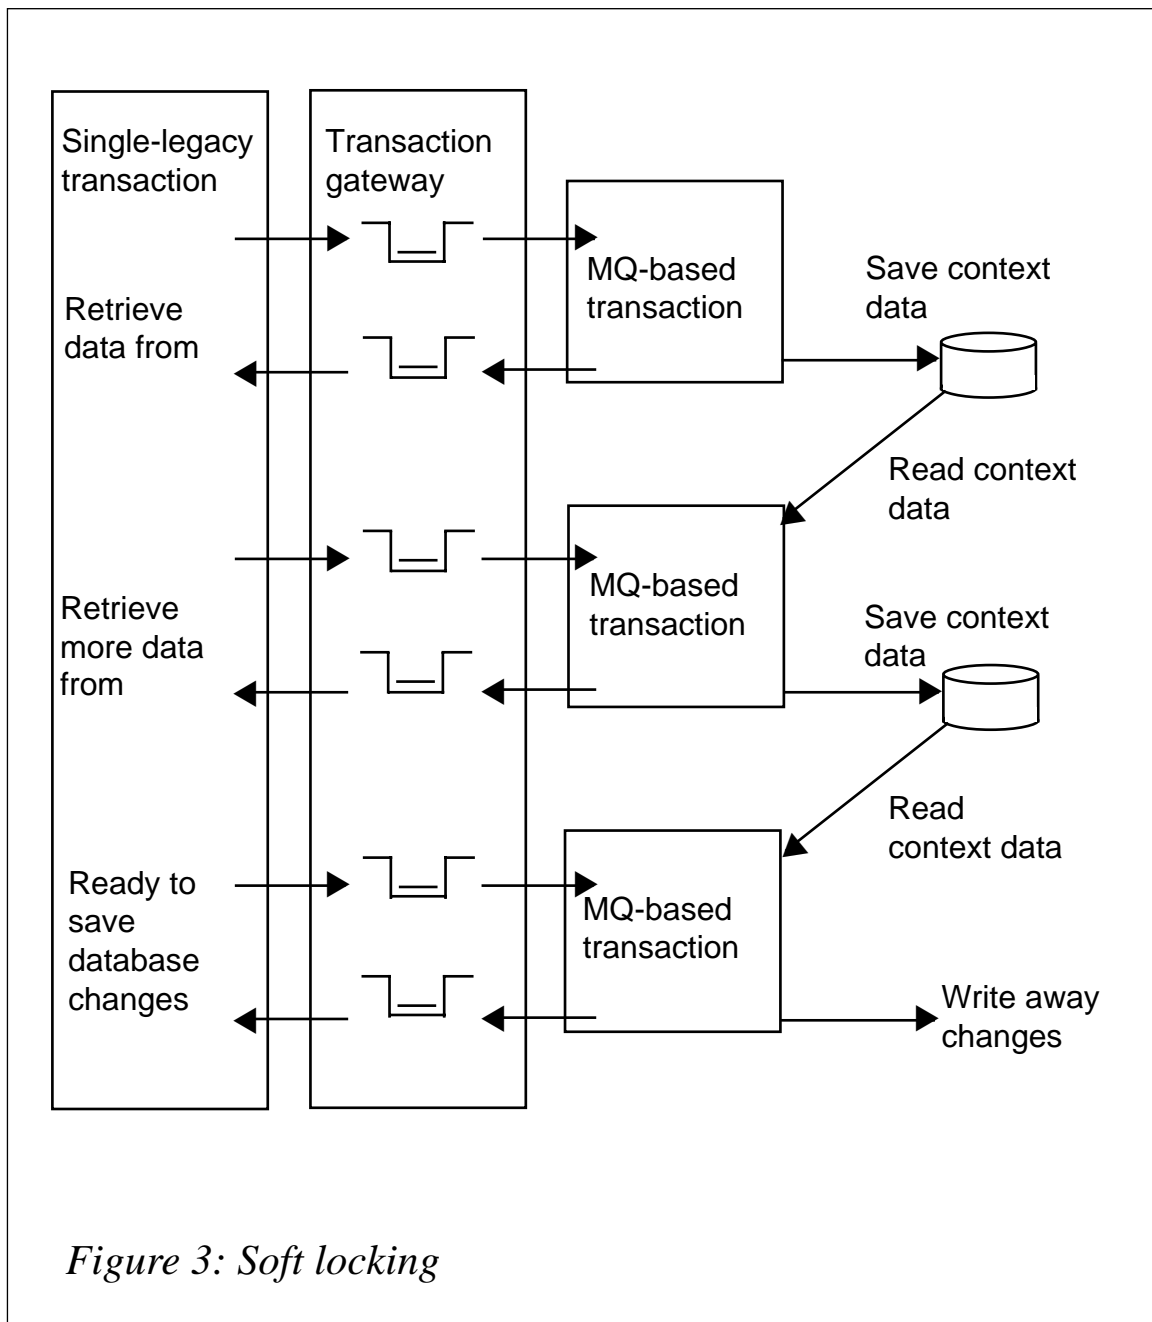 Single-legacy
transaction
Transaction
gateway
MQ-based
transaction
Save context
data
Retrieve
data from
Read context
data
MQ-based
transaction
Retrieve
more data
from
Save context
data
Read
context data
Ready to
save
database
changes
MQ-based
transaction
Write away
changes
Figure 3: Soft locking